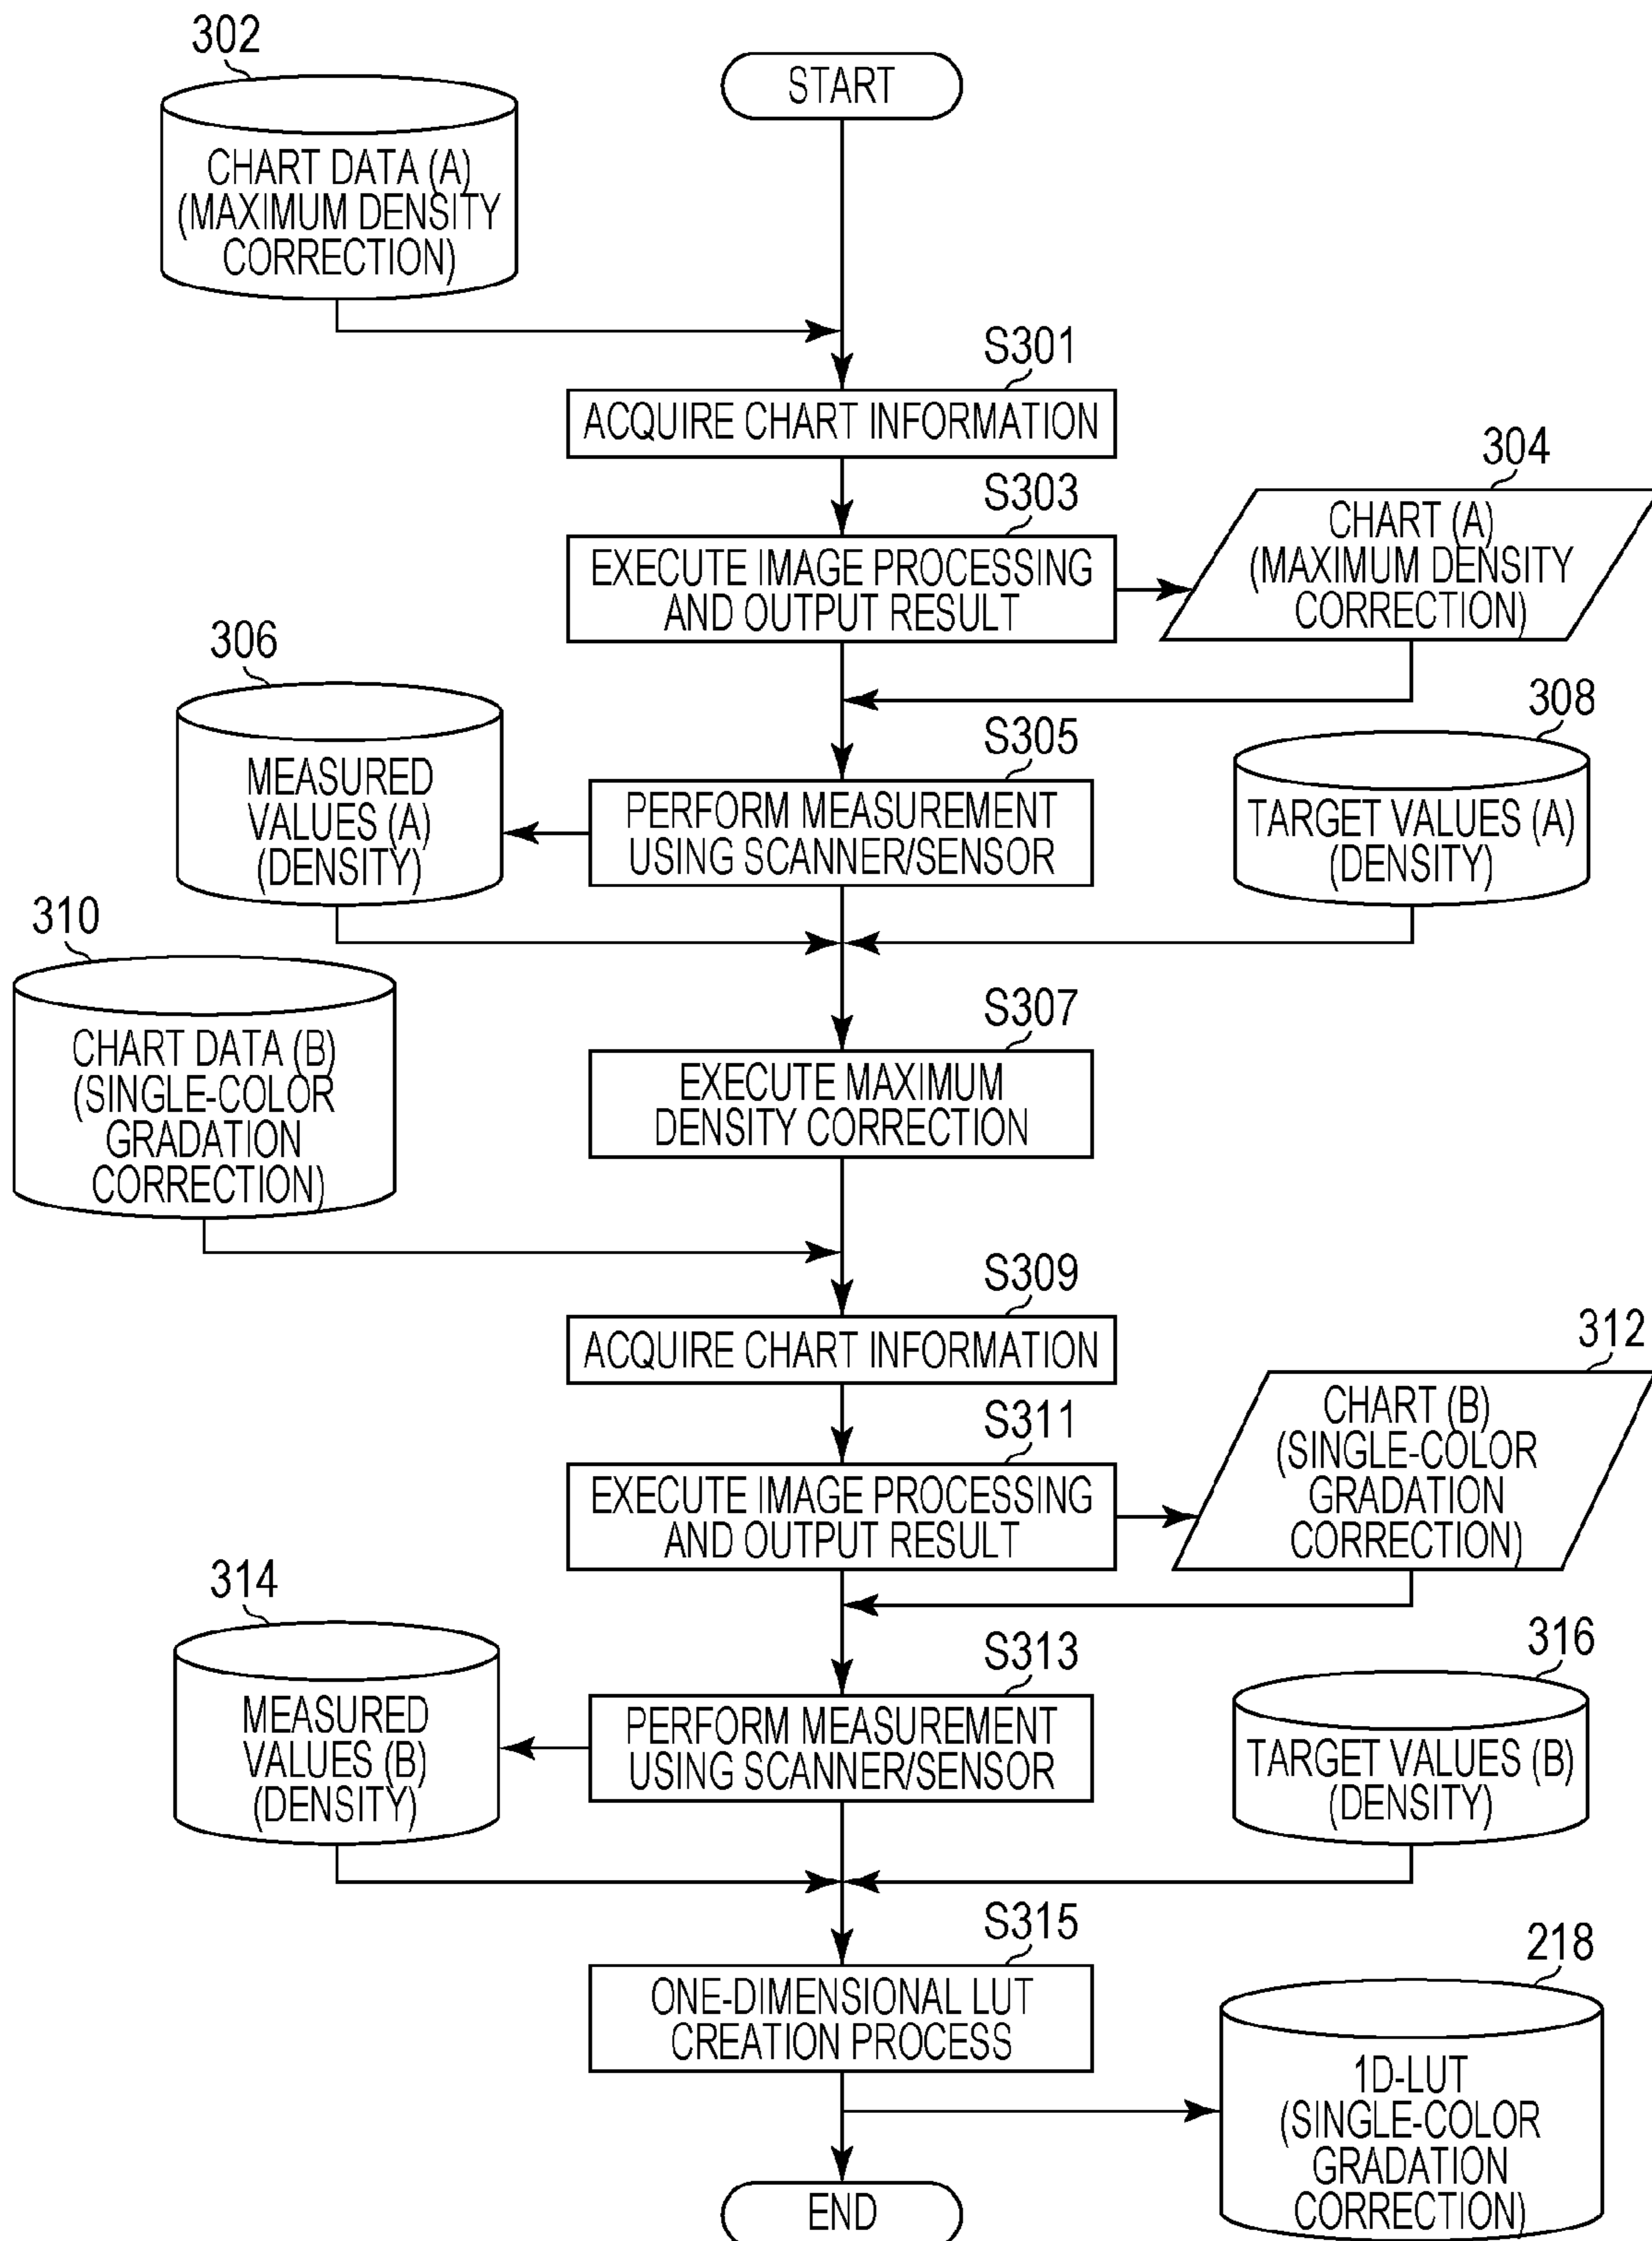 302
START
CHART DATA (A)
(MAXIMUM DENSITY
CORRECTION)
S301
ACQUIRE CHART INFORMATION
S303
EXECUTE IMAGE PROCESSING
AND OUTPUT RESULT
304
CHART (A)
(MAXIMUM DENSITY
CORRECTION)
306
MEASURED
VALUES (A)
(DENSITY)
S305
PERFORM MEASUREMENT
USING SCANNER/SENSOR
308
TARGET VALUES (A)
(DENSITY)
310
CHART DATA (B)
(SINGLE-COLOR
GRADATION
CORRECTION)
S307
EXECUTE MAXIMUM
DENSITY CORRECTION
S309
ACQUIRE CHART INFORMATION
S311
EXECUTE IMAGE PROCESSING
AND OUTPUT RESULT
312
CHART (B)
(SINGLE-COLOR
GRADATION
CORRECTION)
314
MEASURED
VALUES (B)
(DENSITY)
S313
PERFORM MEASUREMENT
USING SCANNER/SENSOR
316
TARGET VALUES (B)
(DENSITY)
S315
ONE-DIMENSIONAL LUT
CREATION PROCESS
218
1D-LUT
(SINGLE-COLOR
GRADATION
CORRECTION)
END